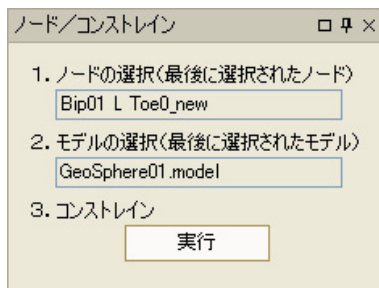 ノード／コンストレイン
1. ノードの選択(最後に選択されたノード)
Bip01 L Toe0_new
2. モデルの選択(最後に選択されたモデル)
GeoSphere01.model
3. コンストレイン
実行